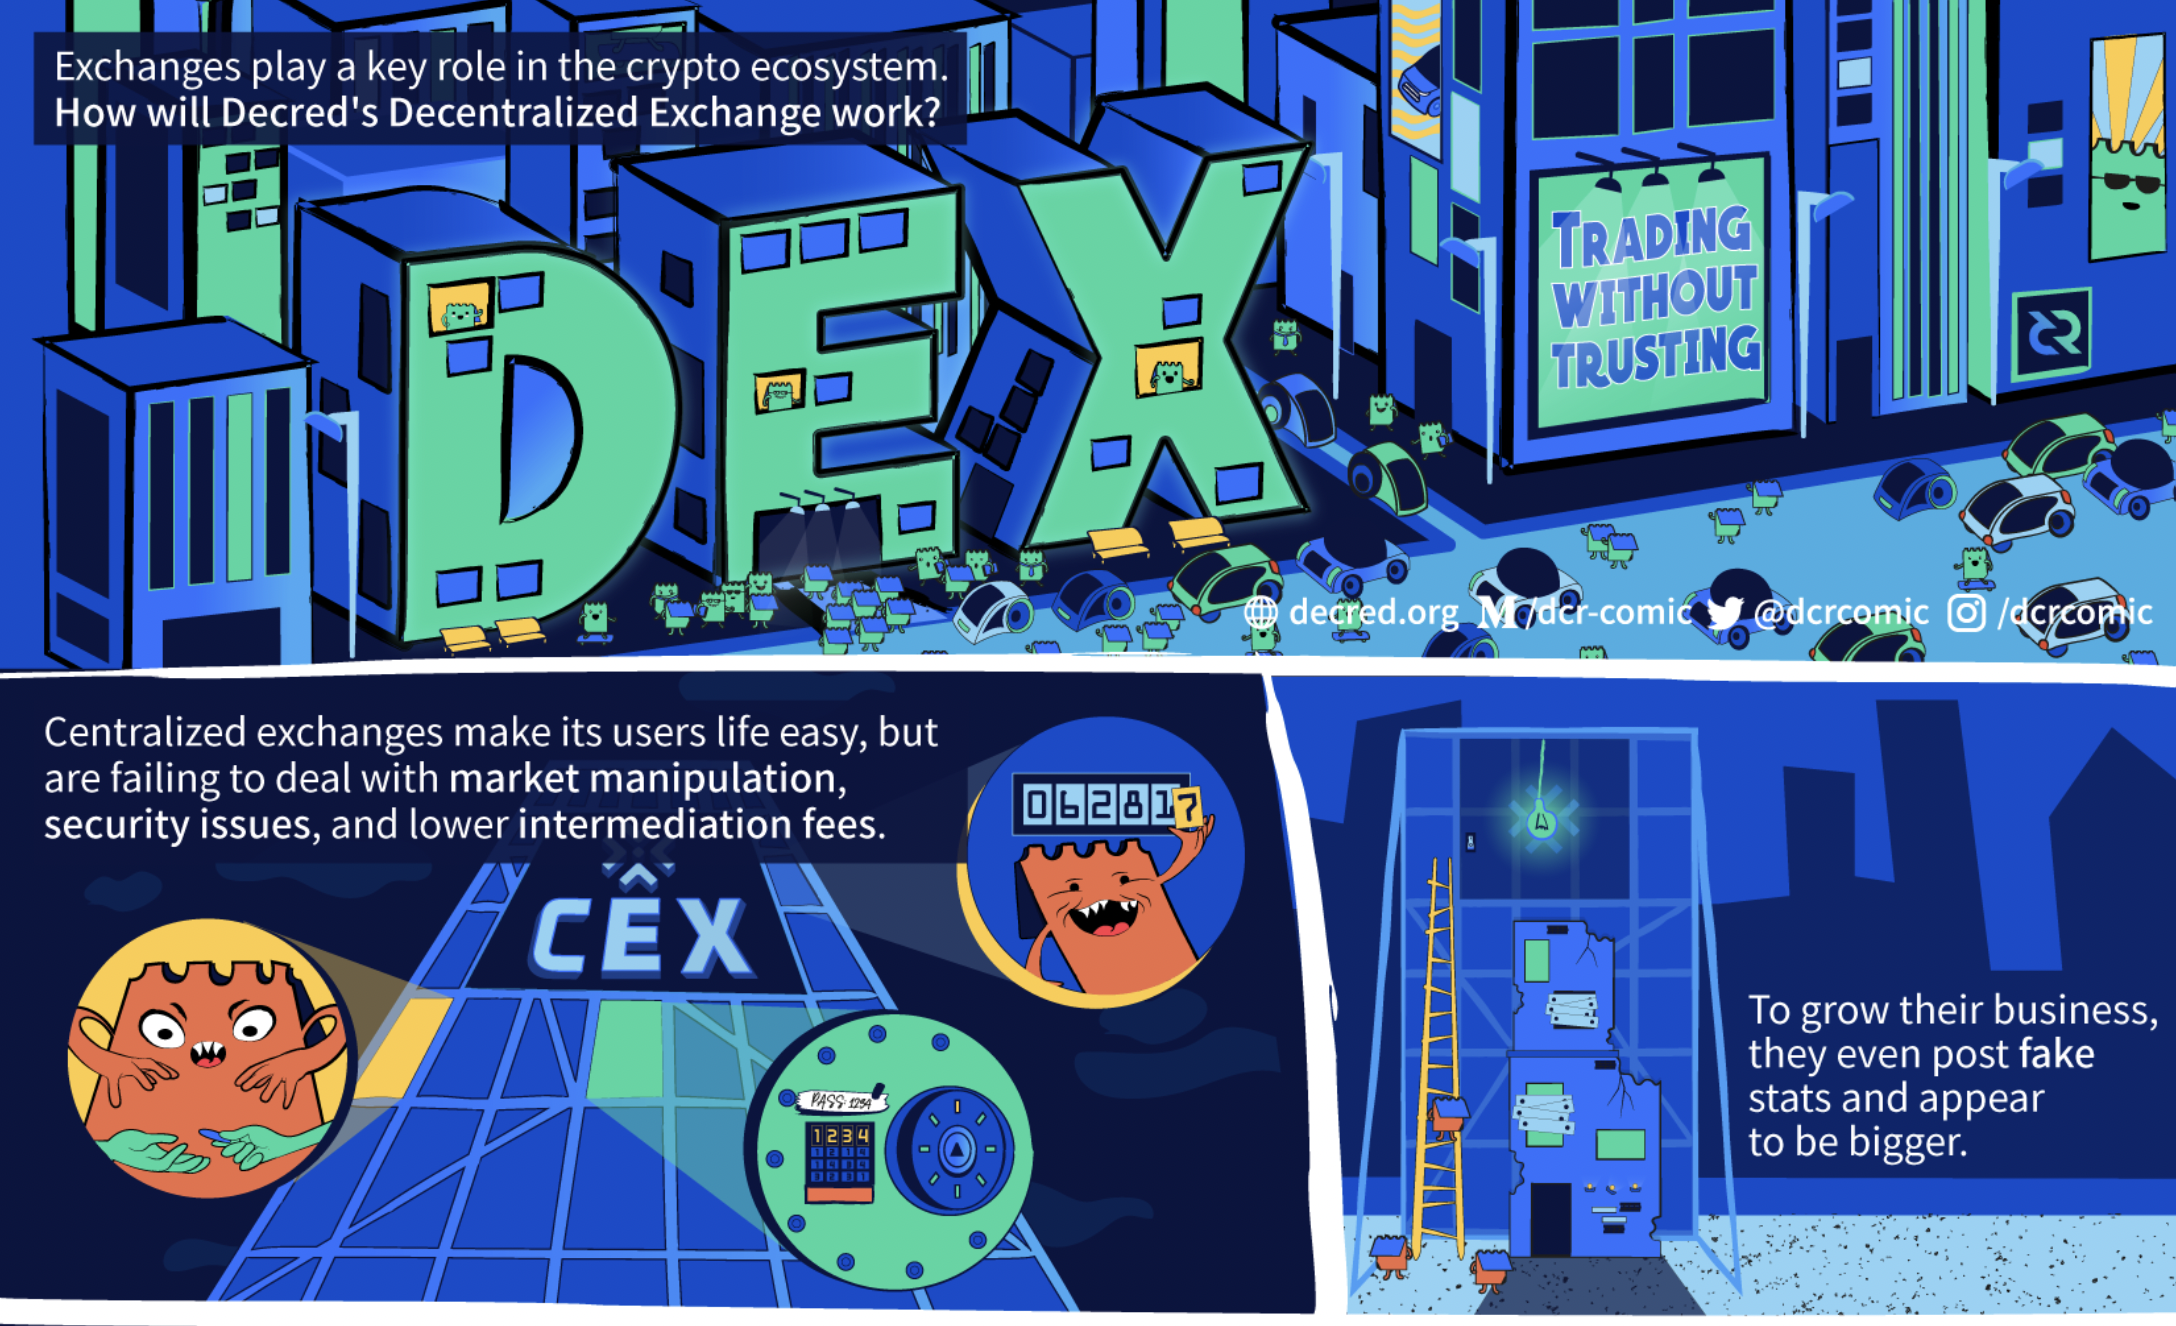 Exchanges play a key role in the crypto ecosystem.
How will Decred's Decentralized Exchange work?
DEX
TRADING
WITHOUT
TRUSTING
decred.org M/dcr-comic @dcrcomic /dcrcomic
Centralized exchanges make its users life easy, but
are failing to deal with market manipulation,
security issues, and lower intermediation fees.
062817
CEX
PASS: 1234
1234
To grow their business,
they even post fake
stats and appear
to be bigger.